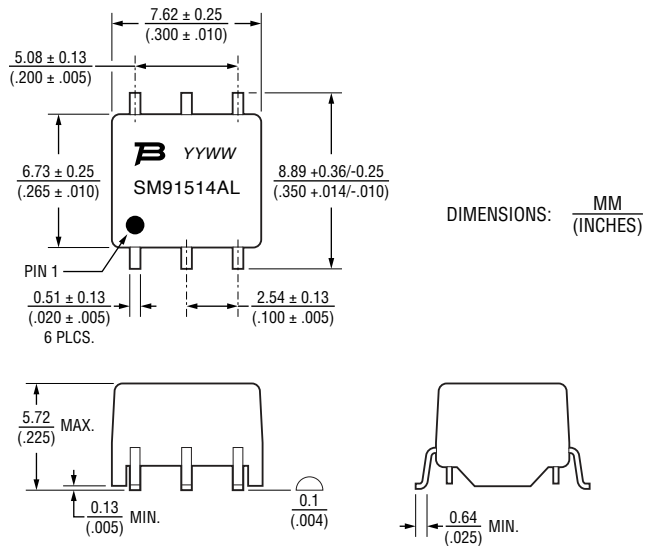 7.62 ± 0.25
(.300 ± .010)
5.08 ± 0.13
(.200 ± .005)
6.73 ± 0.25
(.265 ± .010)
B YYWW
SM91514AL
8.89 +0.36/-0.25
(.350 +.014/-.010)
DIMENSIONS: MM
(INCHES)
PIN 1
0.51 ± 0.13
(.020 ± .005)
6 PLCS.
2.54 ± 0.13
(.100 ± .005)
5.72
(.225)
MAX.
0.13
(.005)
MIN.
0.1
(.004)
0.64
(.025)
MIN.